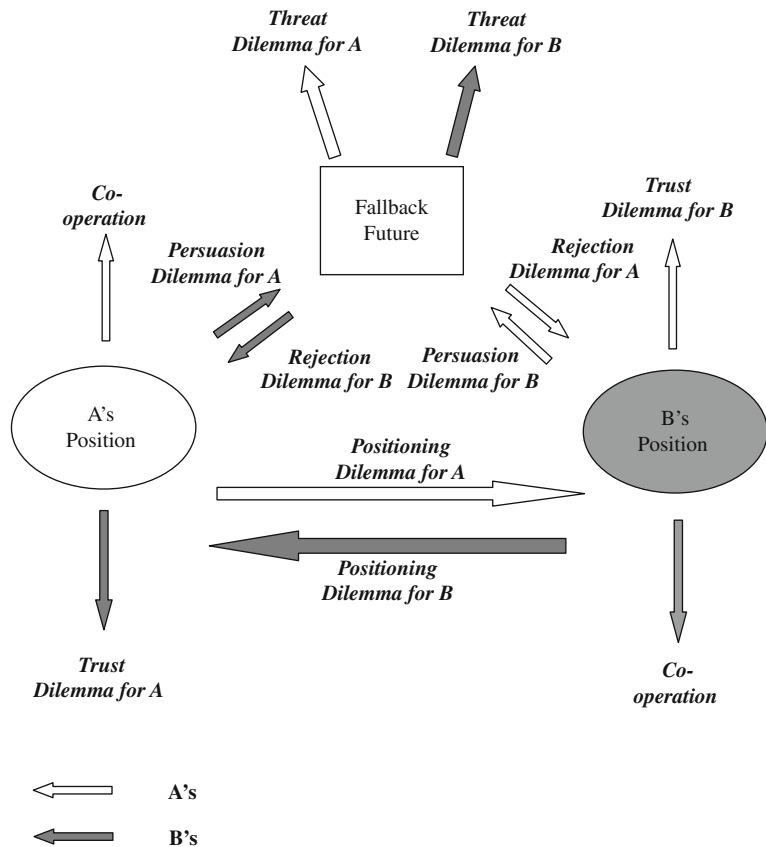 Threat
Dilemma for A
Threat
Dilemma for B
Co-
operation
Fallback
Future
Trust
Dilemma for B
Persuasion
Dilemma for A
Rejection
Dilemma for A
Rejection
Dilemma for B
Persuasion
Dilemma for B
A's
Position
B's
Position
Positioning
Dilemma for A
Positioning
Dilemma for B
Trust
Dilemma for A
Co-
operation
A's
B's